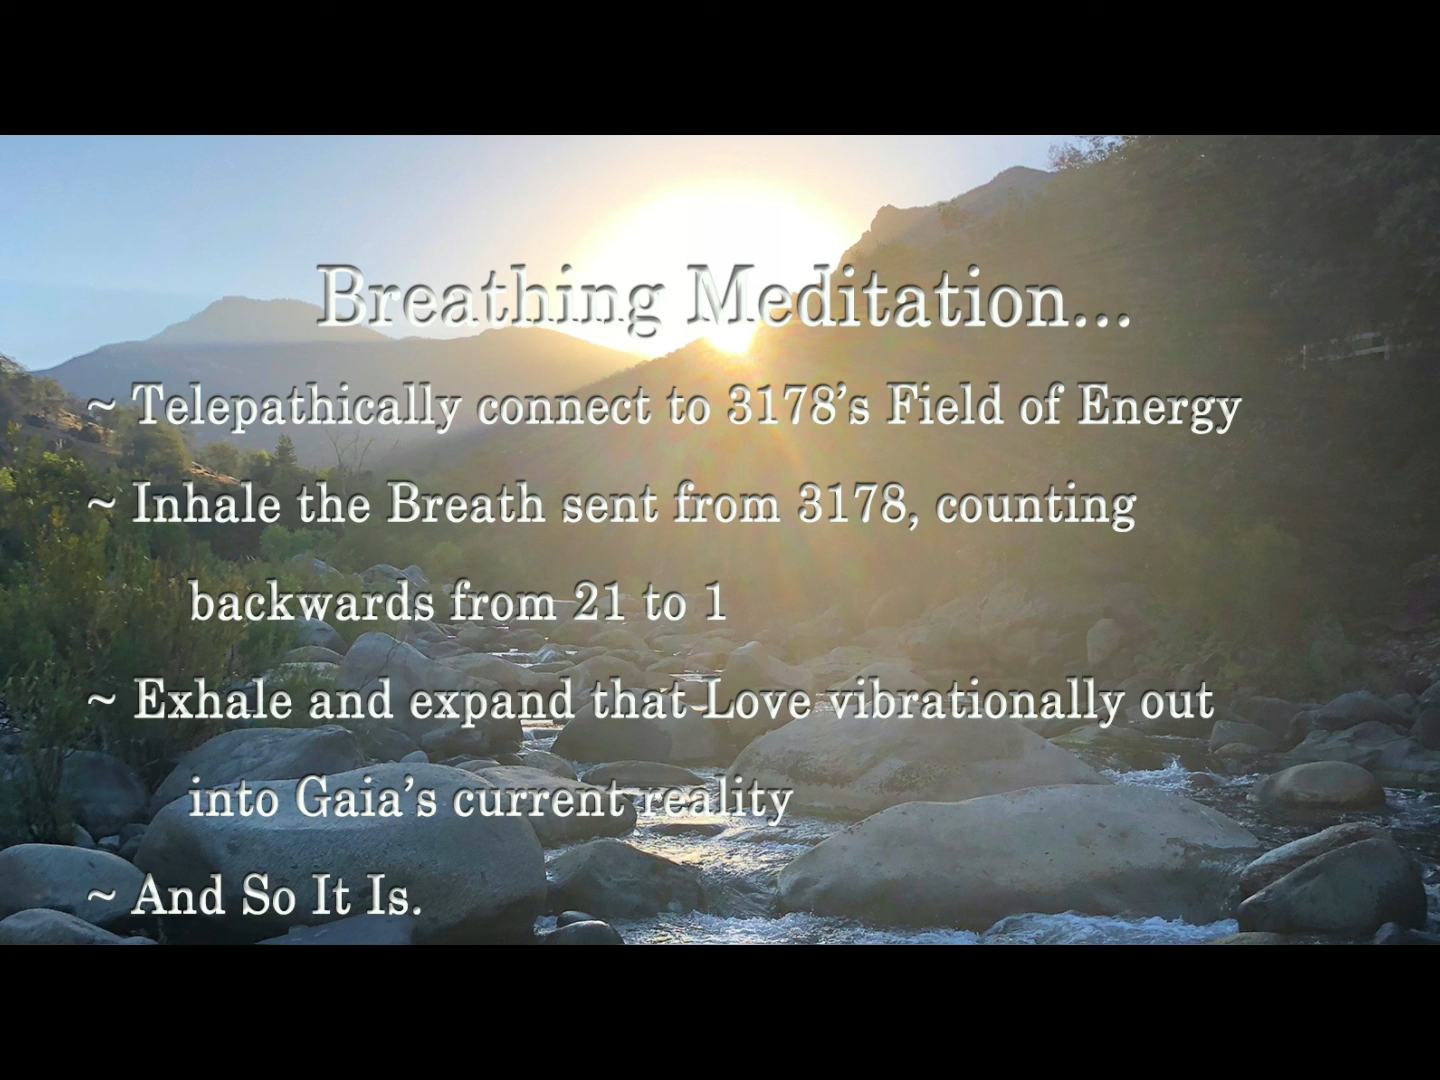 Breathing Meditation...
~ Telepathically connect to 3178's Field of Energy
~ Inhale the Breath sent from 3178, counting
backwards from 21 to 1
~ Exhale and expand that Love vibrationally out
into Gaia's current reality
~ And So It Is.